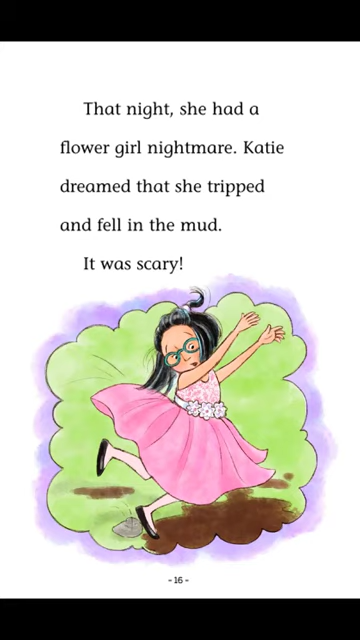 That night, she had a
flower girl nightmare. Katie
dreamed that she tripped
and fell in the mud.
It was scary!
- 16 -